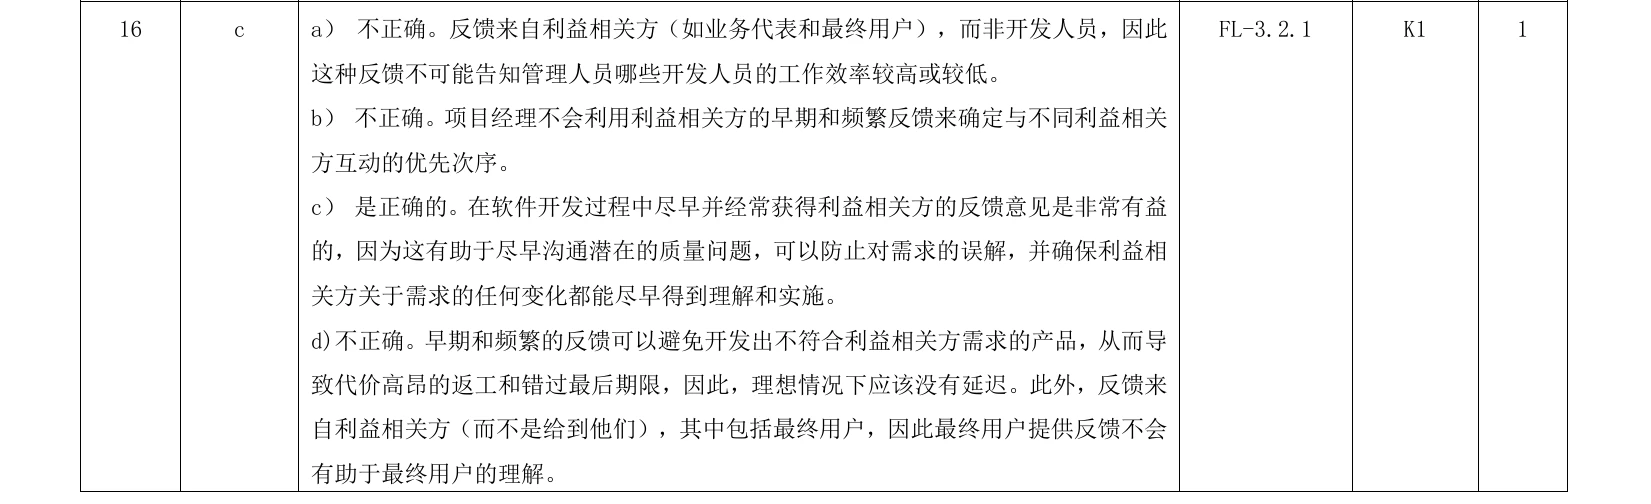 16 c a） 不正确。反馈来自利益相关方（如业务代表和最终用户），而非开发人员，因此 FL-3.2.1 K1 1
这种反馈不可能告知管理人员哪些开发人员的工作效率较高或较低。
b） 不正确。项目经理不会利用利益相关方的早期和频繁反馈来确定与不同利益相关
方互动的优先次序。
c） 是正确的。在软件开发过程中尽早并经常获得利益相关方的反馈意见是非常有益
的，因为这有助于尽早沟通潜在的质量问题，可以防止对需求的误解，并确保利益相
关方关于需求的任何变化都能尽早得到理解和实施。
d)不正确。早期和频繁的反馈可以避免开发出不符合利益相关方需求的产品，从而导
致代价高昂的返工和错过最后期限，因此，理想情况下应该没有延迟。此外，反馈来
自利益相关方（而不是给到他们），其中包括最终用户，因此最终用户提供反馈不会
有助于最终用户的理解。